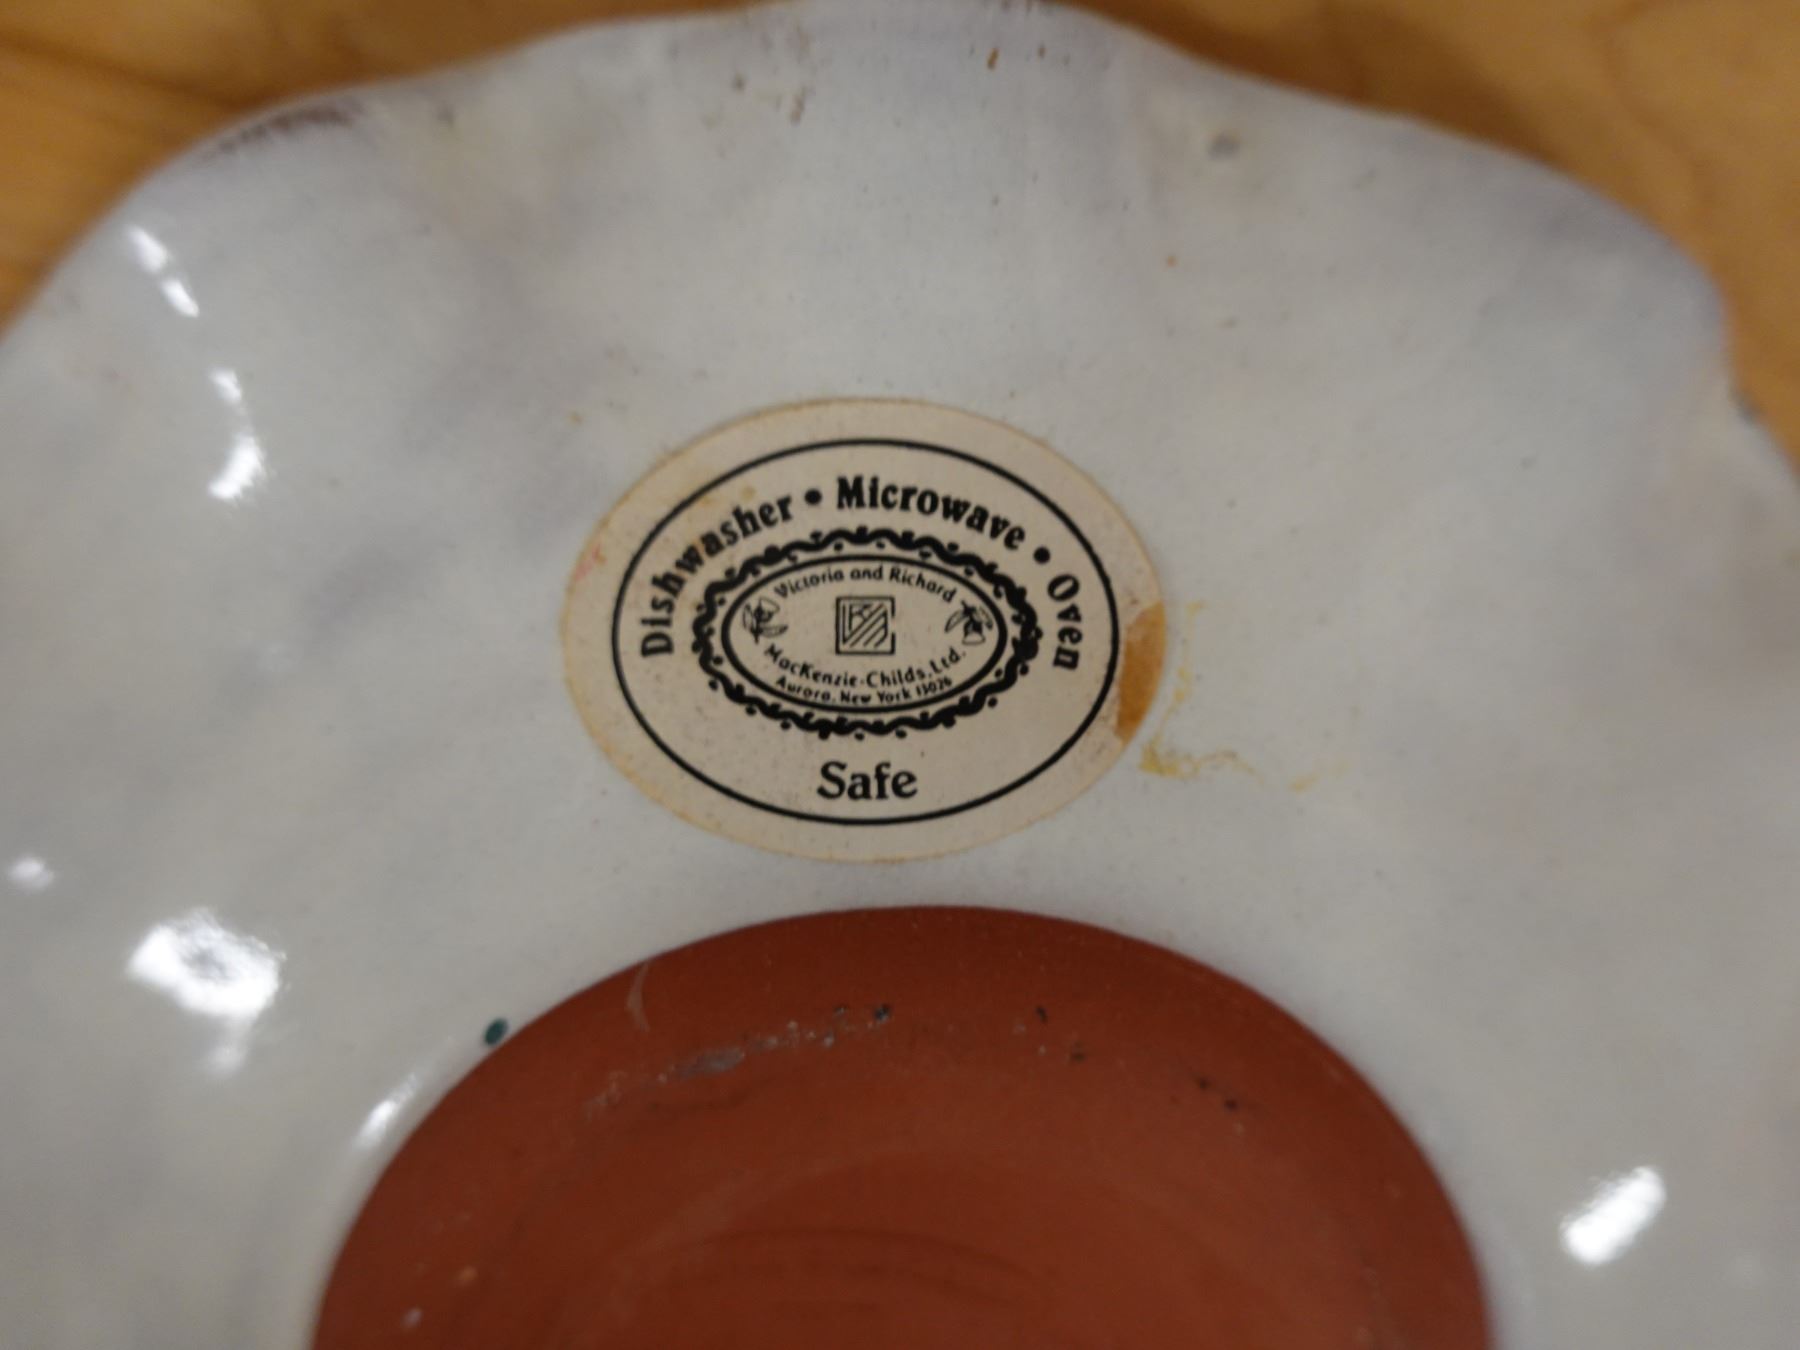 Dishwasher • Microwave • Oven
Victoria and Richard
MacKenzie-Childs, Ltd.
Aurora, New York 13026
Safe